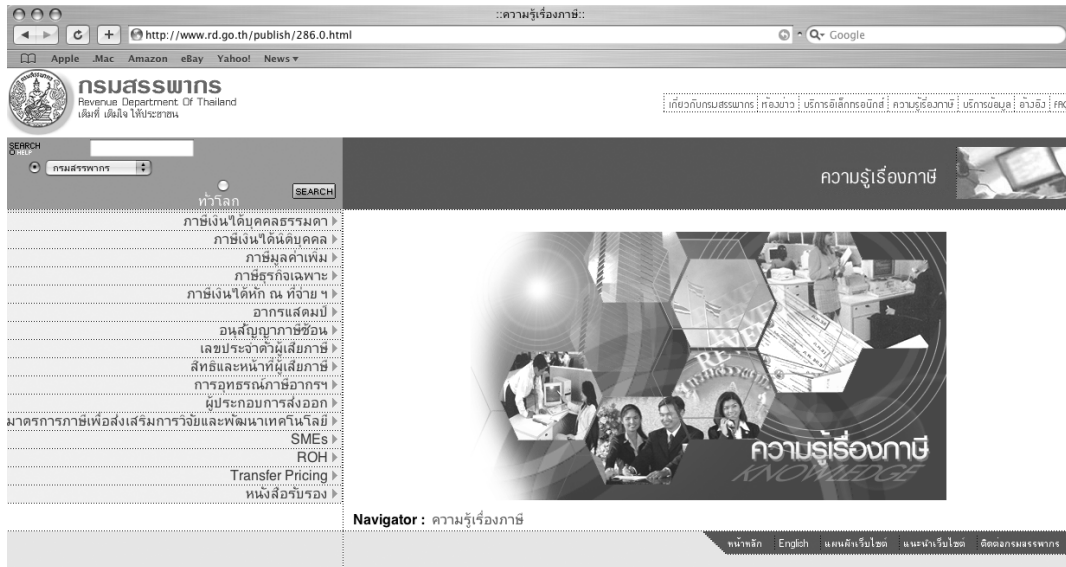 ::ความรู้เรื่องภาษี::
http://www.rd.go.th/publish/286.0.html
Google
Apple .Mac Amazon eBay Yahoo! News
กรมสรรพากร
Revenue Department Of Thailand
เต็มที่ เต็มใจ ให้ประชาชน
เกี่ยวกับกรมสรรพากร ห้องข่าว บริการอิเล็กทรอนิกส์ ความรู้เรื่องภาษี บริการข้อมูล อ้างอิง FAQ
SEARCH
HELP
กรมสรรพากร
ทั่วโลก
SEARCH
ความรู้เรื่องภาษี
ภาษีเงินได้บุคคลธรรมดา
ภาษีเงินได้นิติบุคคล
ภาษีมูลค่าเพิ่ม
ภาษีธุรกิจเฉพาะ
ภาษีเงินได้หัก ณ ที่จ่าย ฯ
อากรแสตมป์
อนุสัญญาภาษีซ้อน
เลขประจำตัวผู้เสียภาษี
สิทธิและหน้าที่ผู้เสียภาษี
การอุทธรณ์ภาษีอากรฯ
ผู้ประกอบการส่งออก
มาตรการภาษีเพื่อส่งเสริมการวิจัยและพัฒนาเทคโนโลยี
SMEs
ROH
Transfer Pricing
หนังสือรับรอง
ความรู้เรื่องภาษี
KNOWLEDGE
Navigator : ความรู้เรื่องภาษี
หน้าหลัก English แผนผังเว็บไซต์ แนะนำเว็บไซต์ ติดต่อกรมสรรพากร